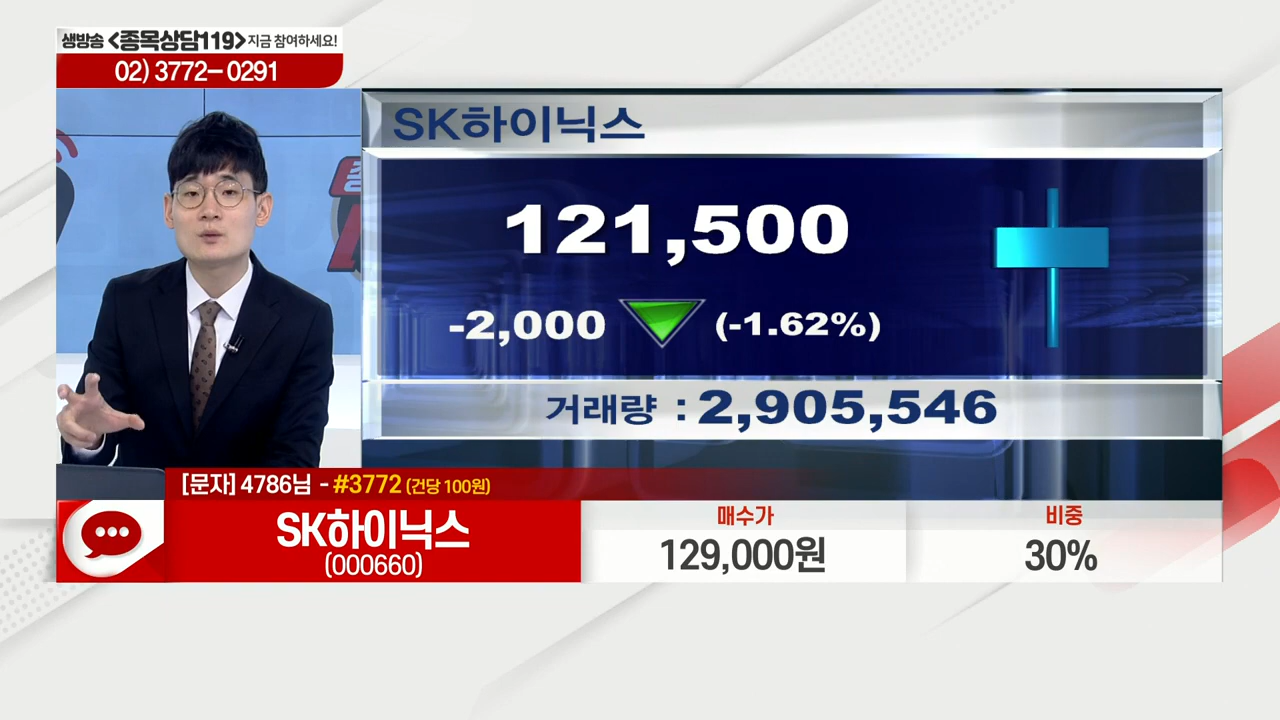 생방송 <종목상담119> 지금 참여하세요!
02) 3772-0291
SK하이닉스
121,500
-2,000 (-1.62%)
거래량 : 2,905,546
[문자] 4786님 - #3772 (건당 100원)
SK하이닉스
(000660)
매수가
129,000원
비중
30%